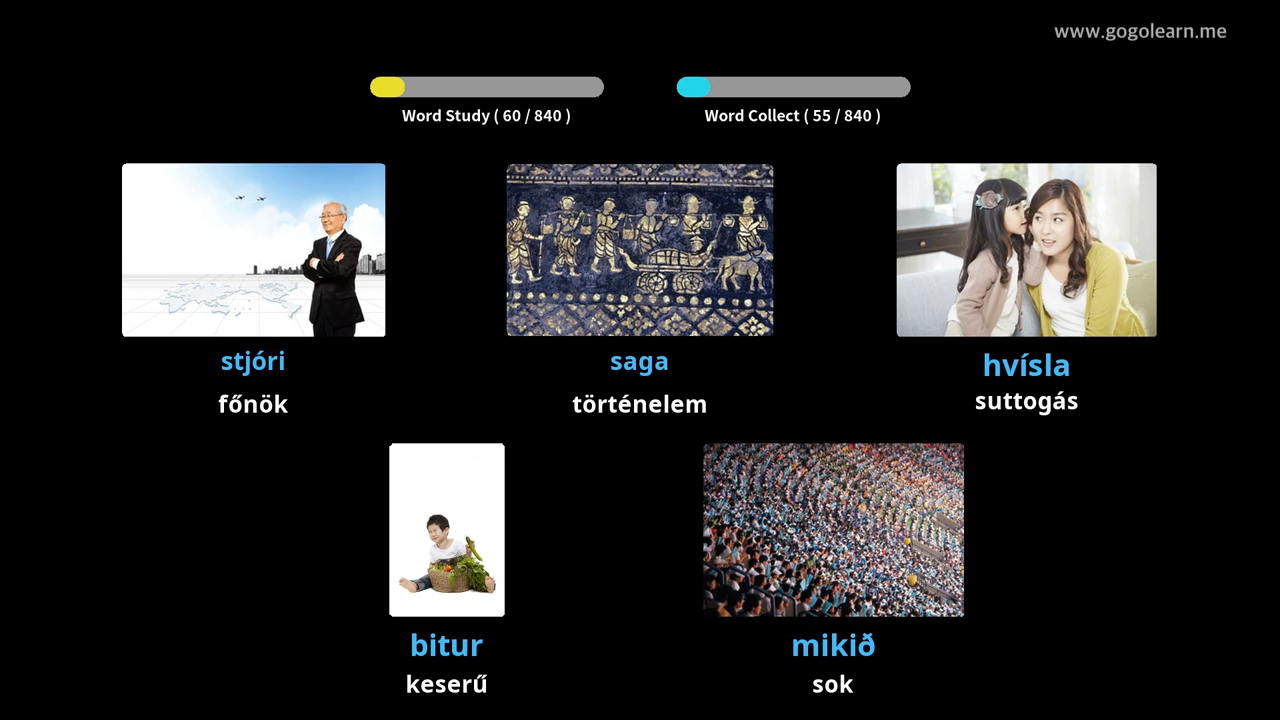 www.gogolearn.me
Word Study ( 60 / 840 )
Word Collect ( 55 / 840 )
stjóri
saga
hvísla
főnök
történelem
suttogás
bitur
mikið
keserű
sok